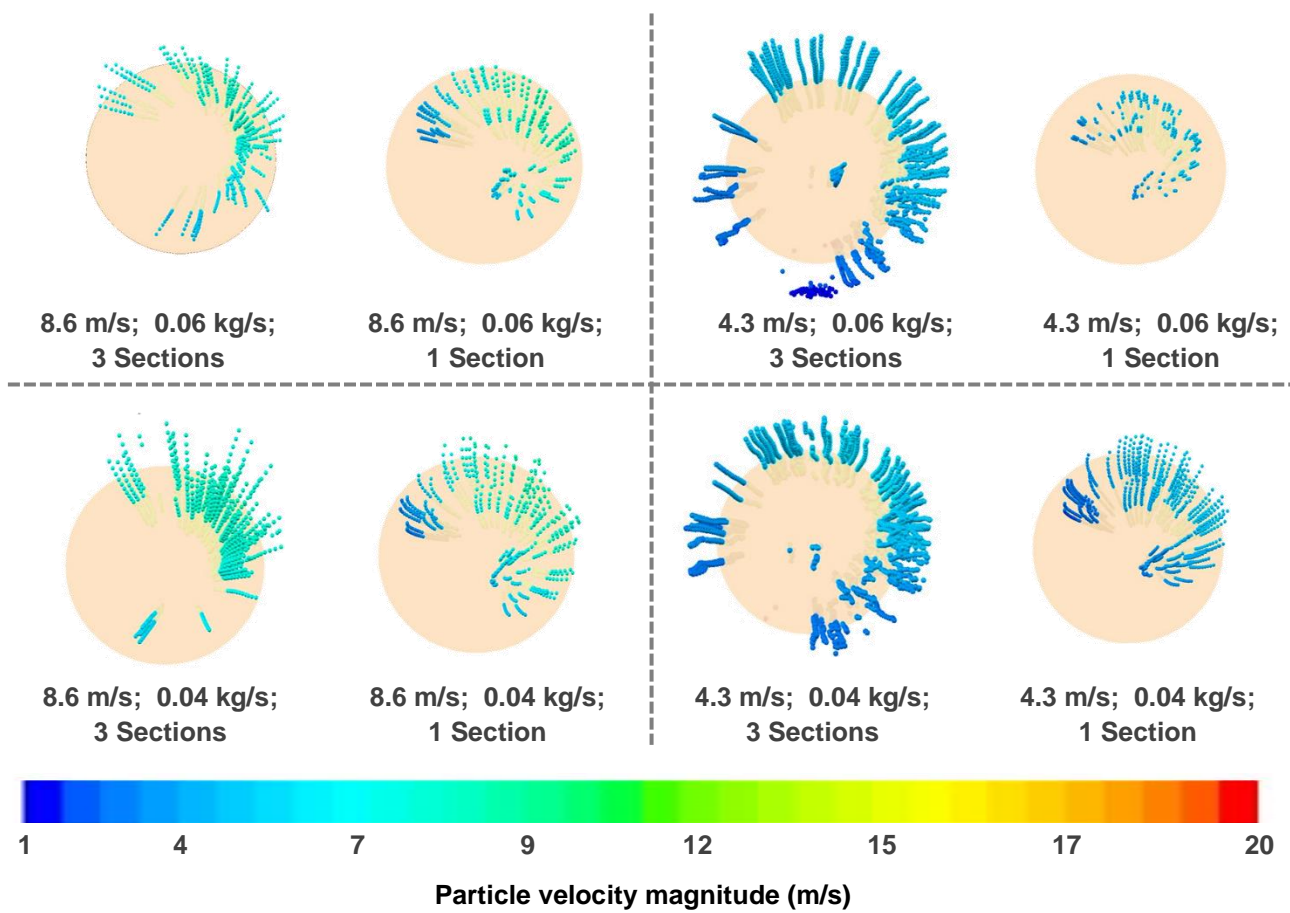 8.6 m/s;  0.06 kg/s;
3 Sections
8.6 m/s;  0.06 kg/s;
1 Section
4.3 m/s;  0.06 kg/s;
3 Sections
4.3 m/s;  0.06 kg/s;
1 Section
8.6 m/s;  0.04 kg/s;
3 Sections
8.6 m/s;  0.04 kg/s;
1 Section
4.3 m/s;  0.04 kg/s;
3 Sections
4.3 m/s;  0.04 kg/s;
1 Section
1 4 7 9 12 15 17 20
Particle velocity magnitude (m/s)